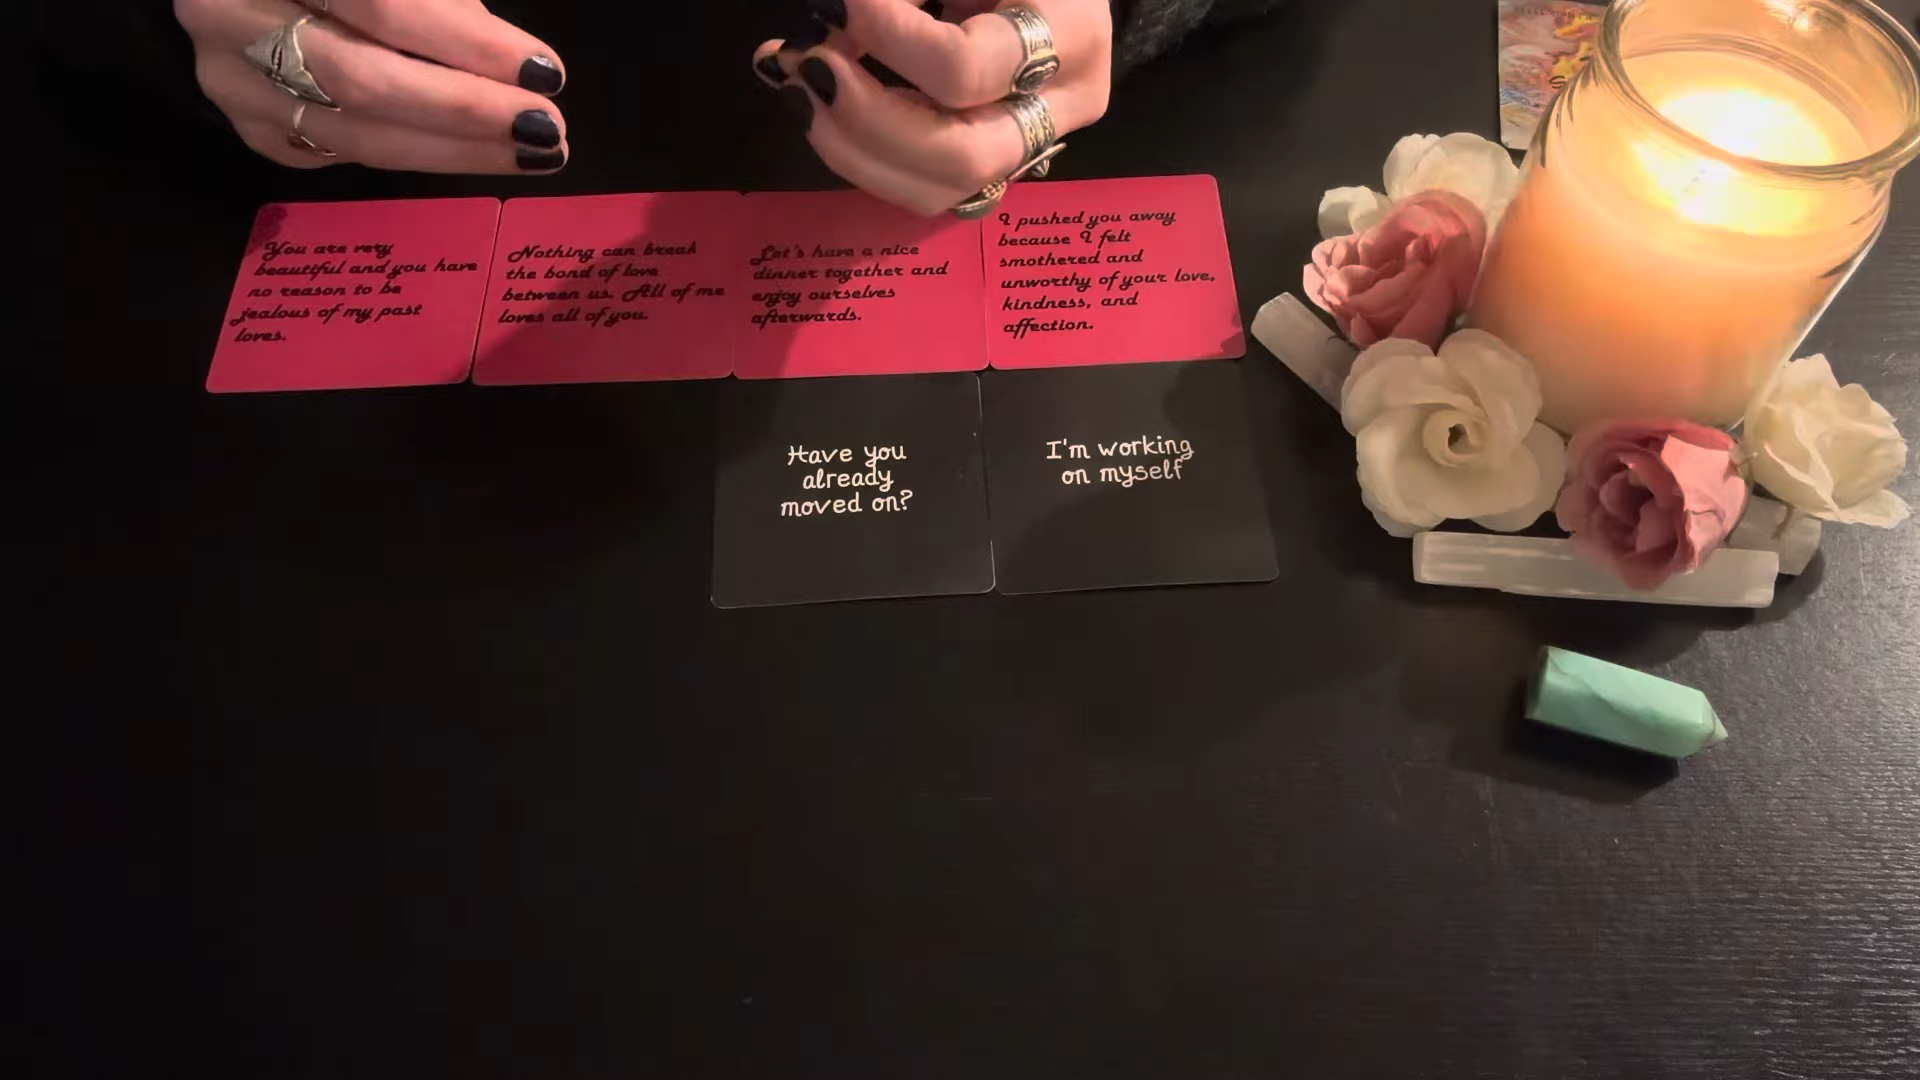 You are very
beautiful and you have
no reason to be
jealous of my past
loves.
Nothing can break
the bond of love
between us. All of me
loves all of you.
Let's have a nice
dinner together and
enjoy ourselves
afterwards.
I pushed you away
because I felt
smothered and
unworthy of your love,
kindness, and
affection.
Have you
already
moved on?
I'm working
on myself